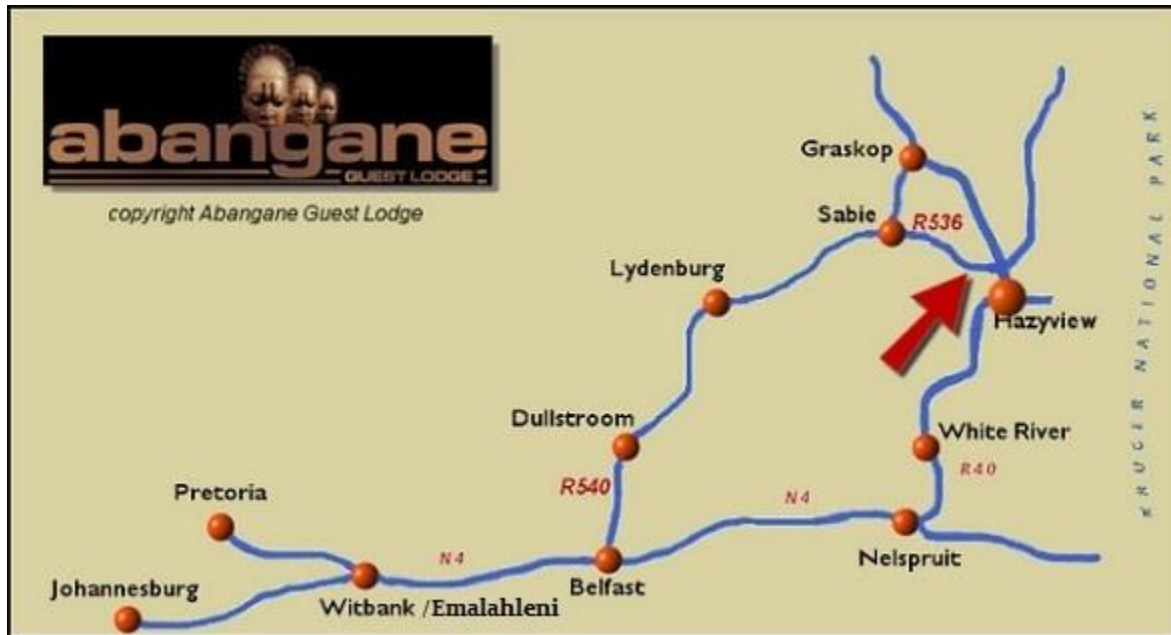 abangane
GUEST LODGE
copyright Abangane Guest Lodge
Graskop
Sabie
R536
Lydenburg
Hazyview
KRUGER NATIONAL PARK
Dullstroom
White River
R40
R540
Pretoria
N4
N4
Nelspruit
Belfast
Johannesburg
Witbank /Emalahleni